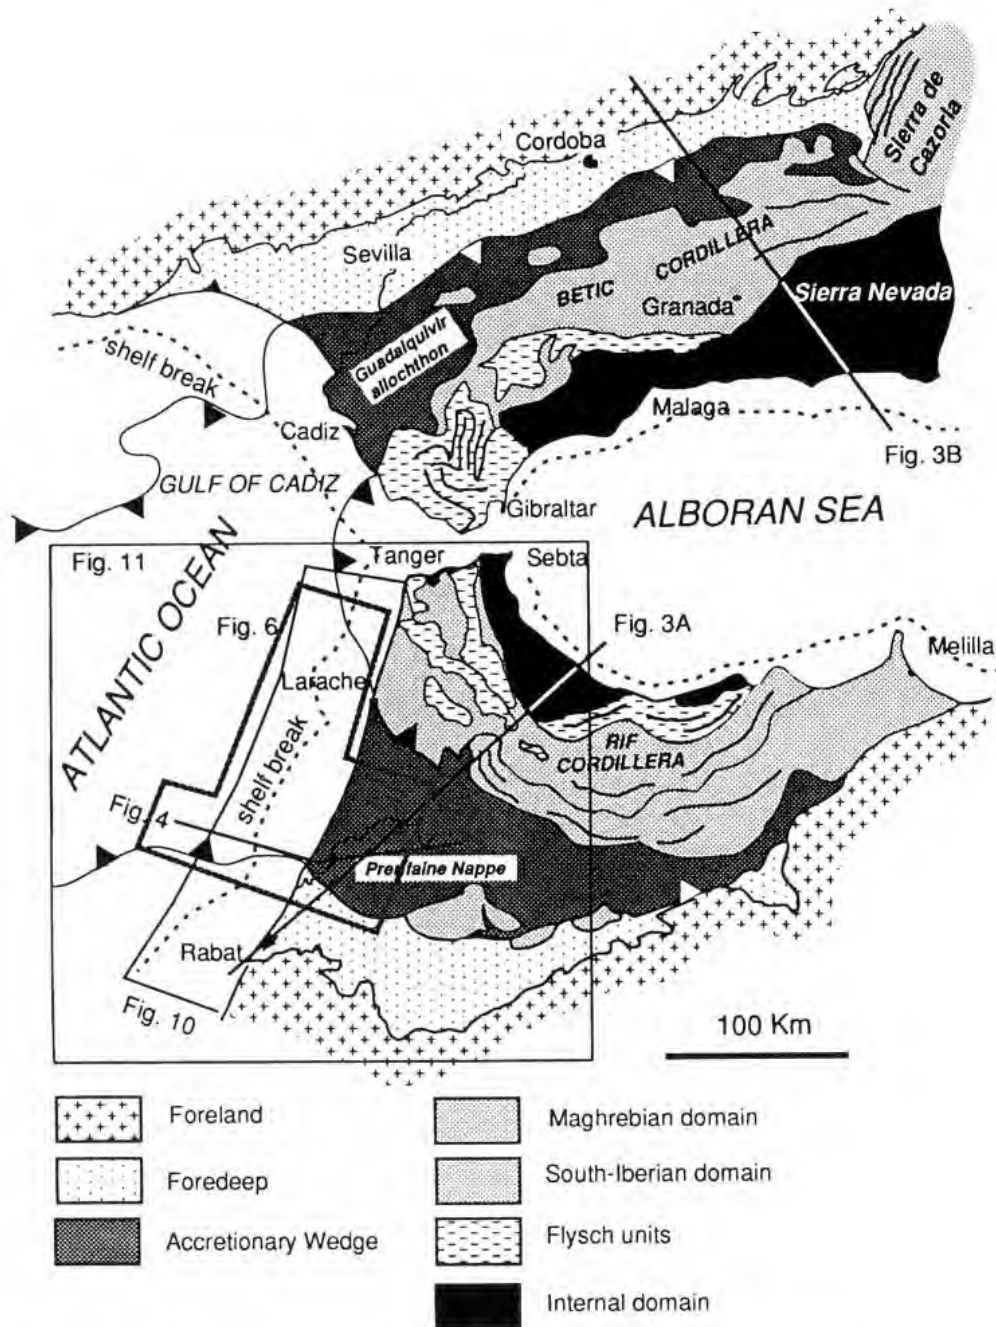 Sierra de
Cazorla
Cordoba
Sevilla
BETIC CORDILLERA
Granada
Sierra Nevada
Guadalquivir
allochthon
shelf break
Malaga
Cadiz
Fig. 3B
GULF OF CADIZ
Gibraltar
ALBORAN SEA
Fig. 11
Tanger
Sebta
ATLANTIC OCEAN
Fig. 6
Fig. 3A
Melilla
Larache
RIF
CORDILLERA
shelf break
Fig. 4
Prerifaine Nappe
Rabat
Fig. 10
100 Km
Foreland
Maghrebian domain
Foredeep
South-Iberian domain
Accretionary Wedge
Flysch units
Internal domain